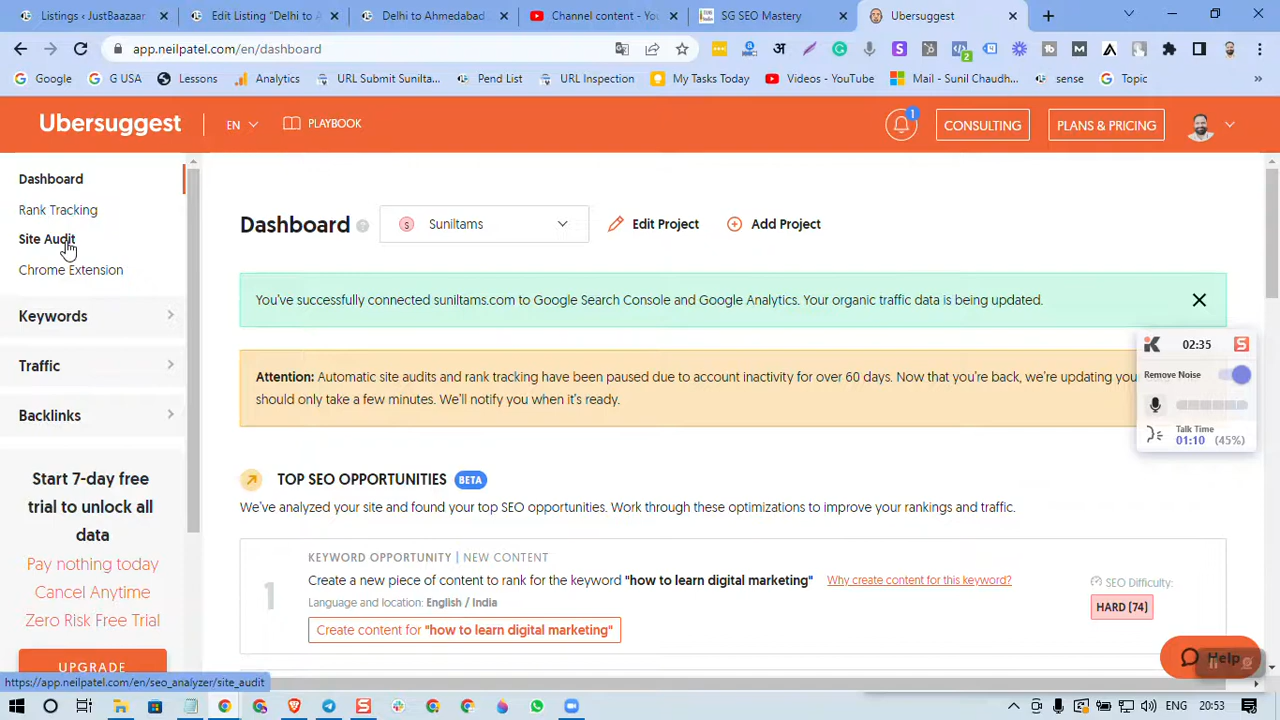 Listings ‹ JustBaazaar
Edit Listing "Delhi to A
Delhi to Ahmedabad
Channel content - Yo
SG SEO Mastery
Ubersuggest
app.neilpatel.com/en/dashboard
Google
G USA
Lessons
Analytics
URL Submit Sunilta...
Pend List
URL Inspection
My Tasks Today
Videos - YouTube
Mail - Sunil Chaudh...
sense
Topic
»
Ubersuggest
EN
PLAYBOOK
1
CONSULTING
PLANS & PRICING
Dashboard
Rank Tracking
Site Audit
Chrome Extension
Keywords
Traffic
Backlinks
Start 7-day free
trial to unlock all
data
Pay nothing today
Cancel Anytime
Zero Risk Free Trial
UPGRADE
Dashboard
S Suniltams
Edit Project
Add Project
You've successfully connected suniltams.com to Google Search Console and Google Analytics. Your organic traffic data is being updated.
Attention: Automatic site audits and rank tracking have been paused due to account inactivity for over 60 days. Now that you're back, we're updating you
should only take a few minutes. We'll notify you when it's ready.
02:35
Remove Noise
Talk Time
01:10 (45%)
TOP SEO OPPORTUNITIES BETA
We've analyzed your site and found your top SEO opportunities. Work through these optimizations to improve your rankings and traffic.
1
KEYWORD OPPORTUNITY | NEW CONTENT
Create a new piece of content to rank for the keyword "how to learn digital marketing" Why create content for this keyword?
Language and location: English / India
Create content for "how to learn digital marketing"
SEO Difficulty:
HARD (74)
Help
https://app.neilpatel.com/en/seo_analyzer/site_audit
ENG
20:53